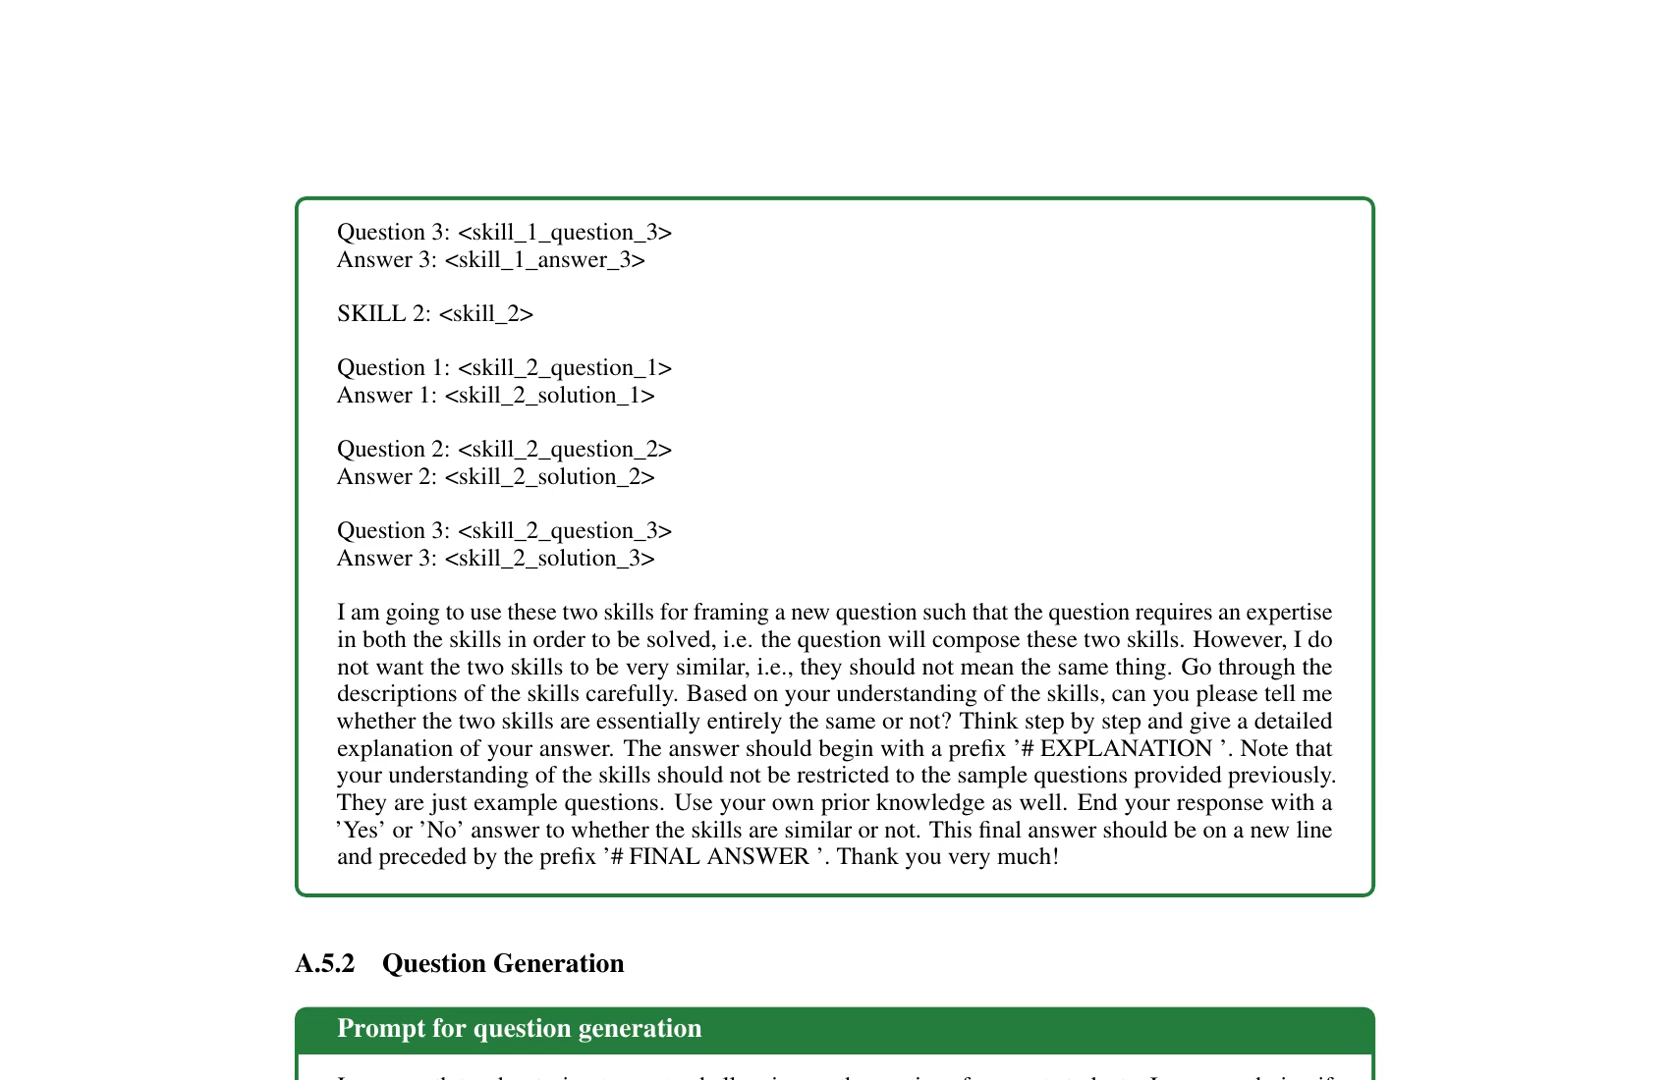 Question 3: <skill_1_question_3>
Answer 3: <skill_1_answer_3>
SKILL 2: <skill_2>
Question 1: <skill_2_question_1>
Answer 1: <skill_2_solution_1>
Question 2: <skill_2_question_2>
Answer 2: <skill_2_solution_2>
Question 3: <skill_2_question_3>
Answer 3: <skill_2_solution_3>
I am going to use these two skills for framing a new question such that the question requires an expertise
in both the skills in order to be solved, i.e. the question will compose these two skills. However, I do
not want the two skills to be very similar, i.e., they should not mean the same thing. Go through the
descriptions of the skills carefully. Based on your understanding of the skills, can you please tell me
whether the two skills are essentially entirely the same or not? Think step by step and give a detailed
explanation of your answer. The answer should begin with a prefix ’# EXPLANATION ’. Note that
your understanding of the skills should not be restricted to the sample questions provided previously.
They are just example questions. Use your own prior knowledge as well. End your response with a
’Yes’ or ’No’ answer to whether the skills are similar or not. This final answer should be on a new line
and preceded by the prefix ’# FINAL ANSWER ’. Thank you very much!
A.5.2 Question Generation
Prompt for question generation